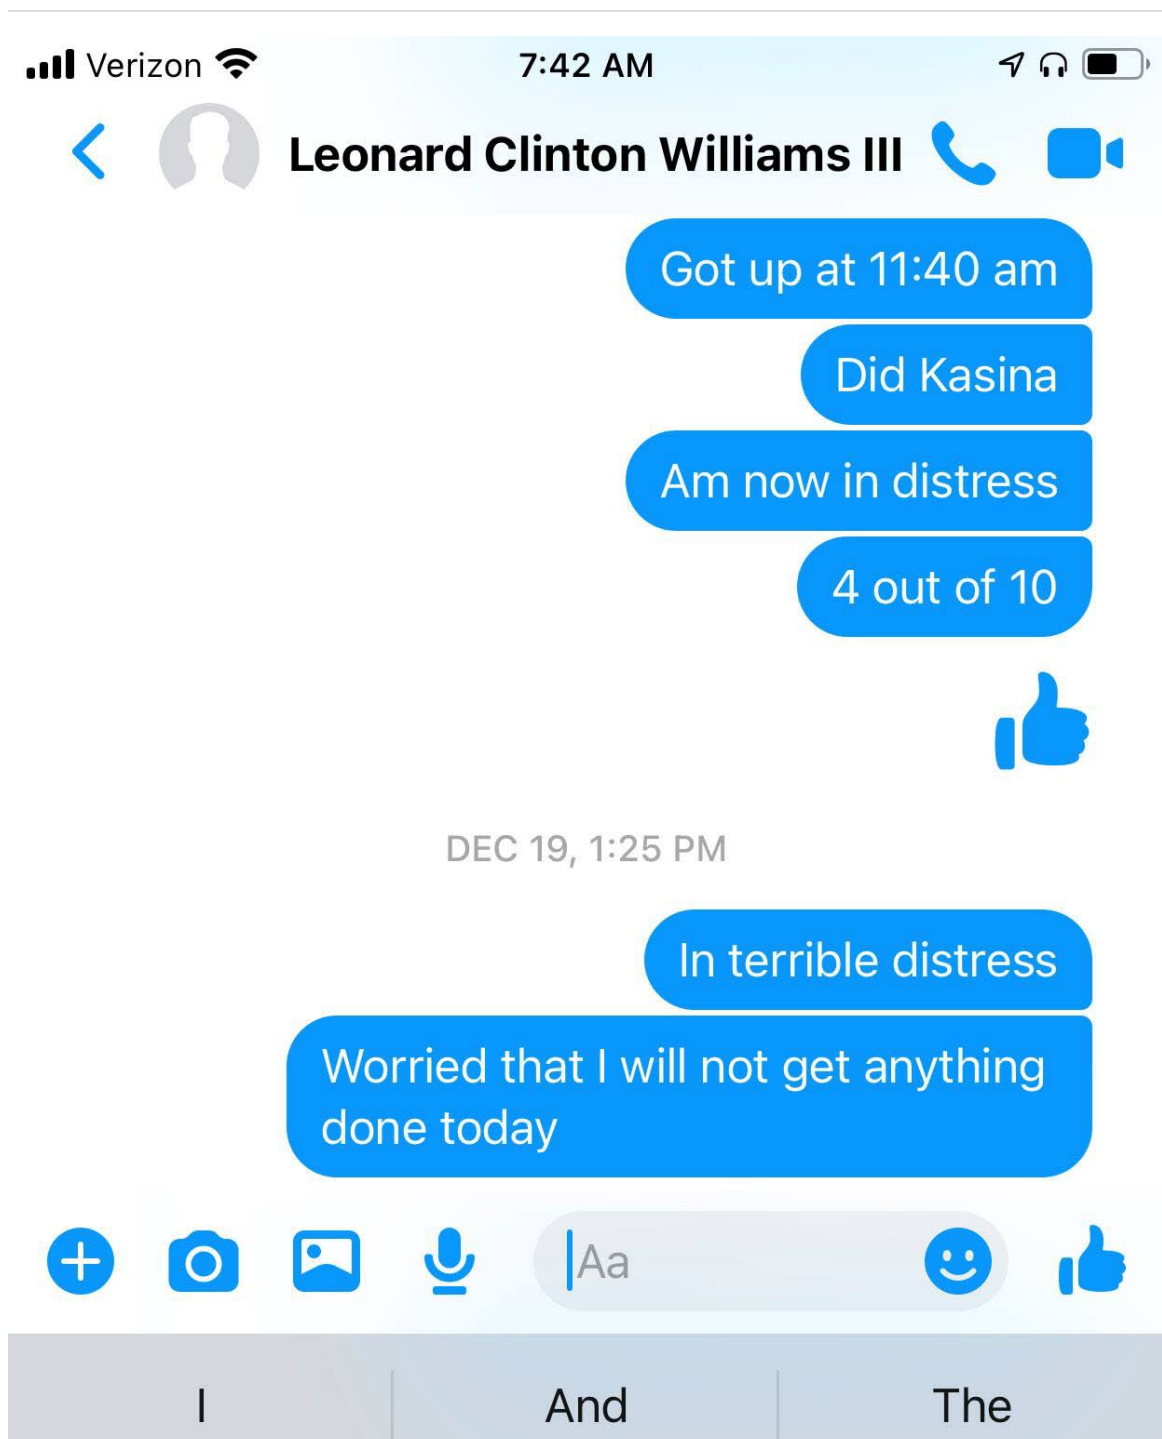 Verizon 7:42 AM
Leonard Clinton Williams III
Got up at 11:40 am
Did Kasina
Am now in distress
4 out of 10
DEC 19, 1:25 PM
In terrible distress
Worried that I will not get anything
done today
Aa
I And The